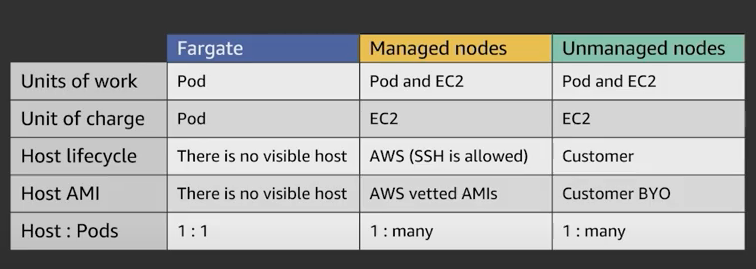 Fargate Managed nodes Unmanaged nodes
Units of work Pod Pod and EC2 Pod and EC2
Unit of charge Pod EC2 EC2
Host lifecycle There is no visible host AWS (SSH is allowed) Customer
Host AMI There is no visible host AWS vetted AMIs Customer BYO
Host : Pods 1 : 1 1 : many 1 : many